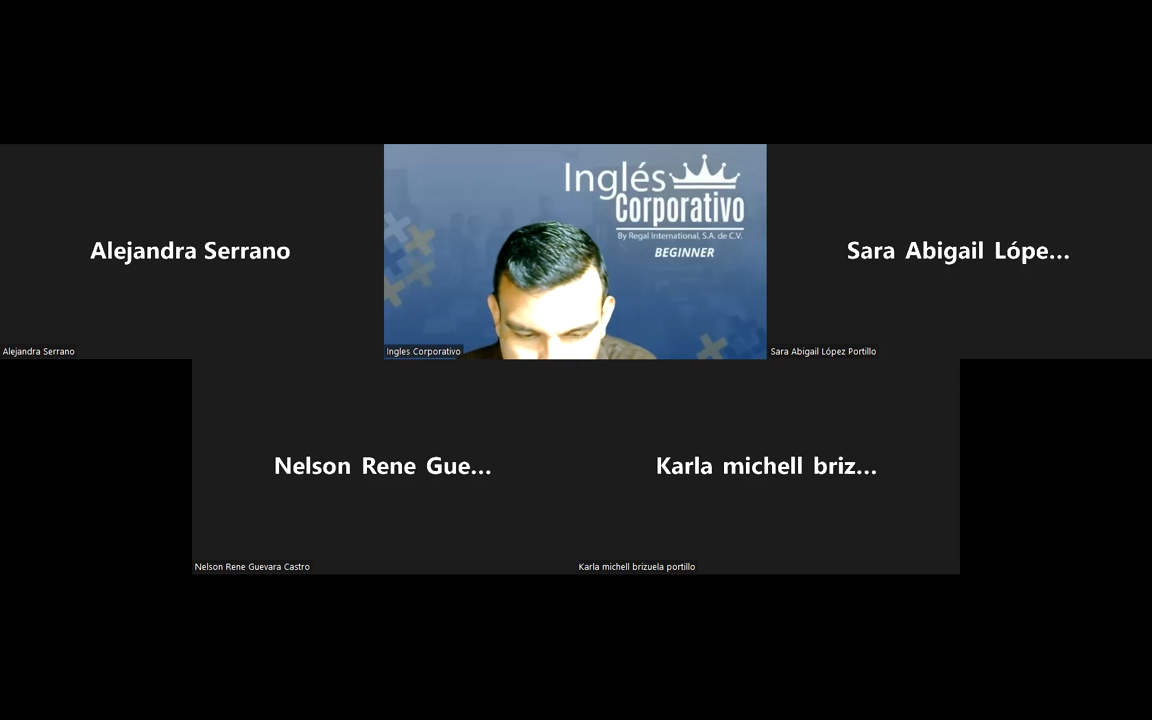 Alejandra Serrano
Alejandra Serrano
Inglés
Corporativo
By Regal International, S.A. de C.V.
BEGINNER
Ingles Corporativo
Sara Abigail Lópe...
Sara Abigail López Portillo
Nelson Rene Gue...
Nelson Rene Guevara Castro
Karla michell briz...
Karla michell brizuela portillo